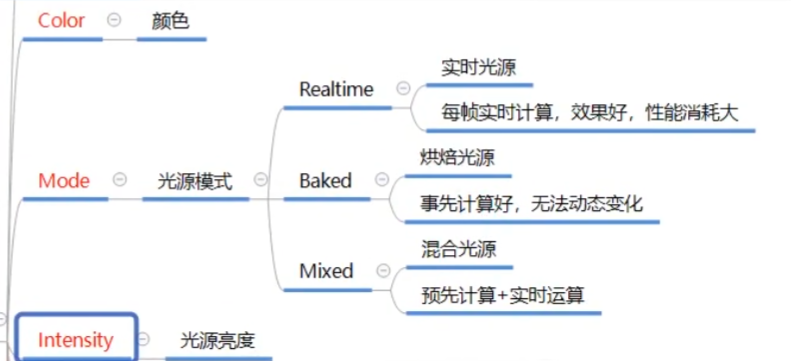 Color
颜色
Mode
光源模式
Realtime
实时光源
每帧实时计算，效果好，性能消耗大
Baked
烘焙光源
事先计算好，无法动态变化
Mixed
混合光源
预先计算+实时运算
Intensity
光源亮度